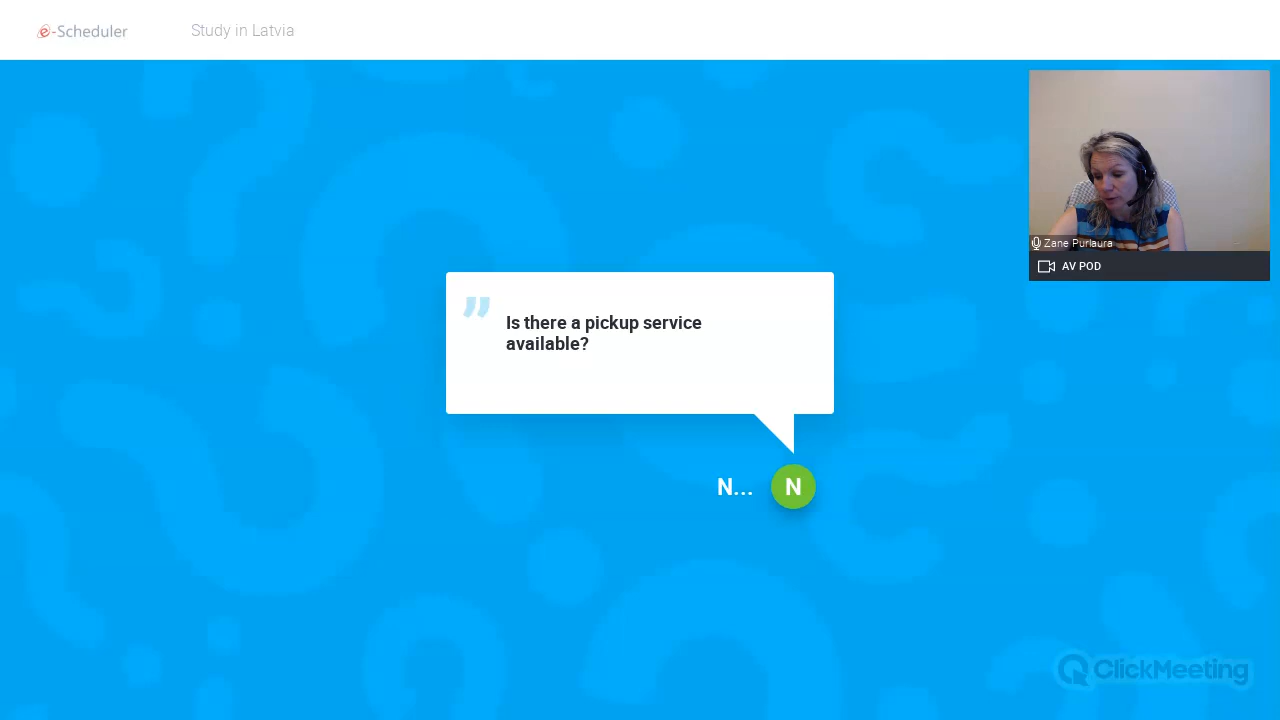 e-Scheduler
Study in Latvia
Zane Purlaura
AV POD
”
Is there a pickup service
available?
N...
N
ClickMeeting